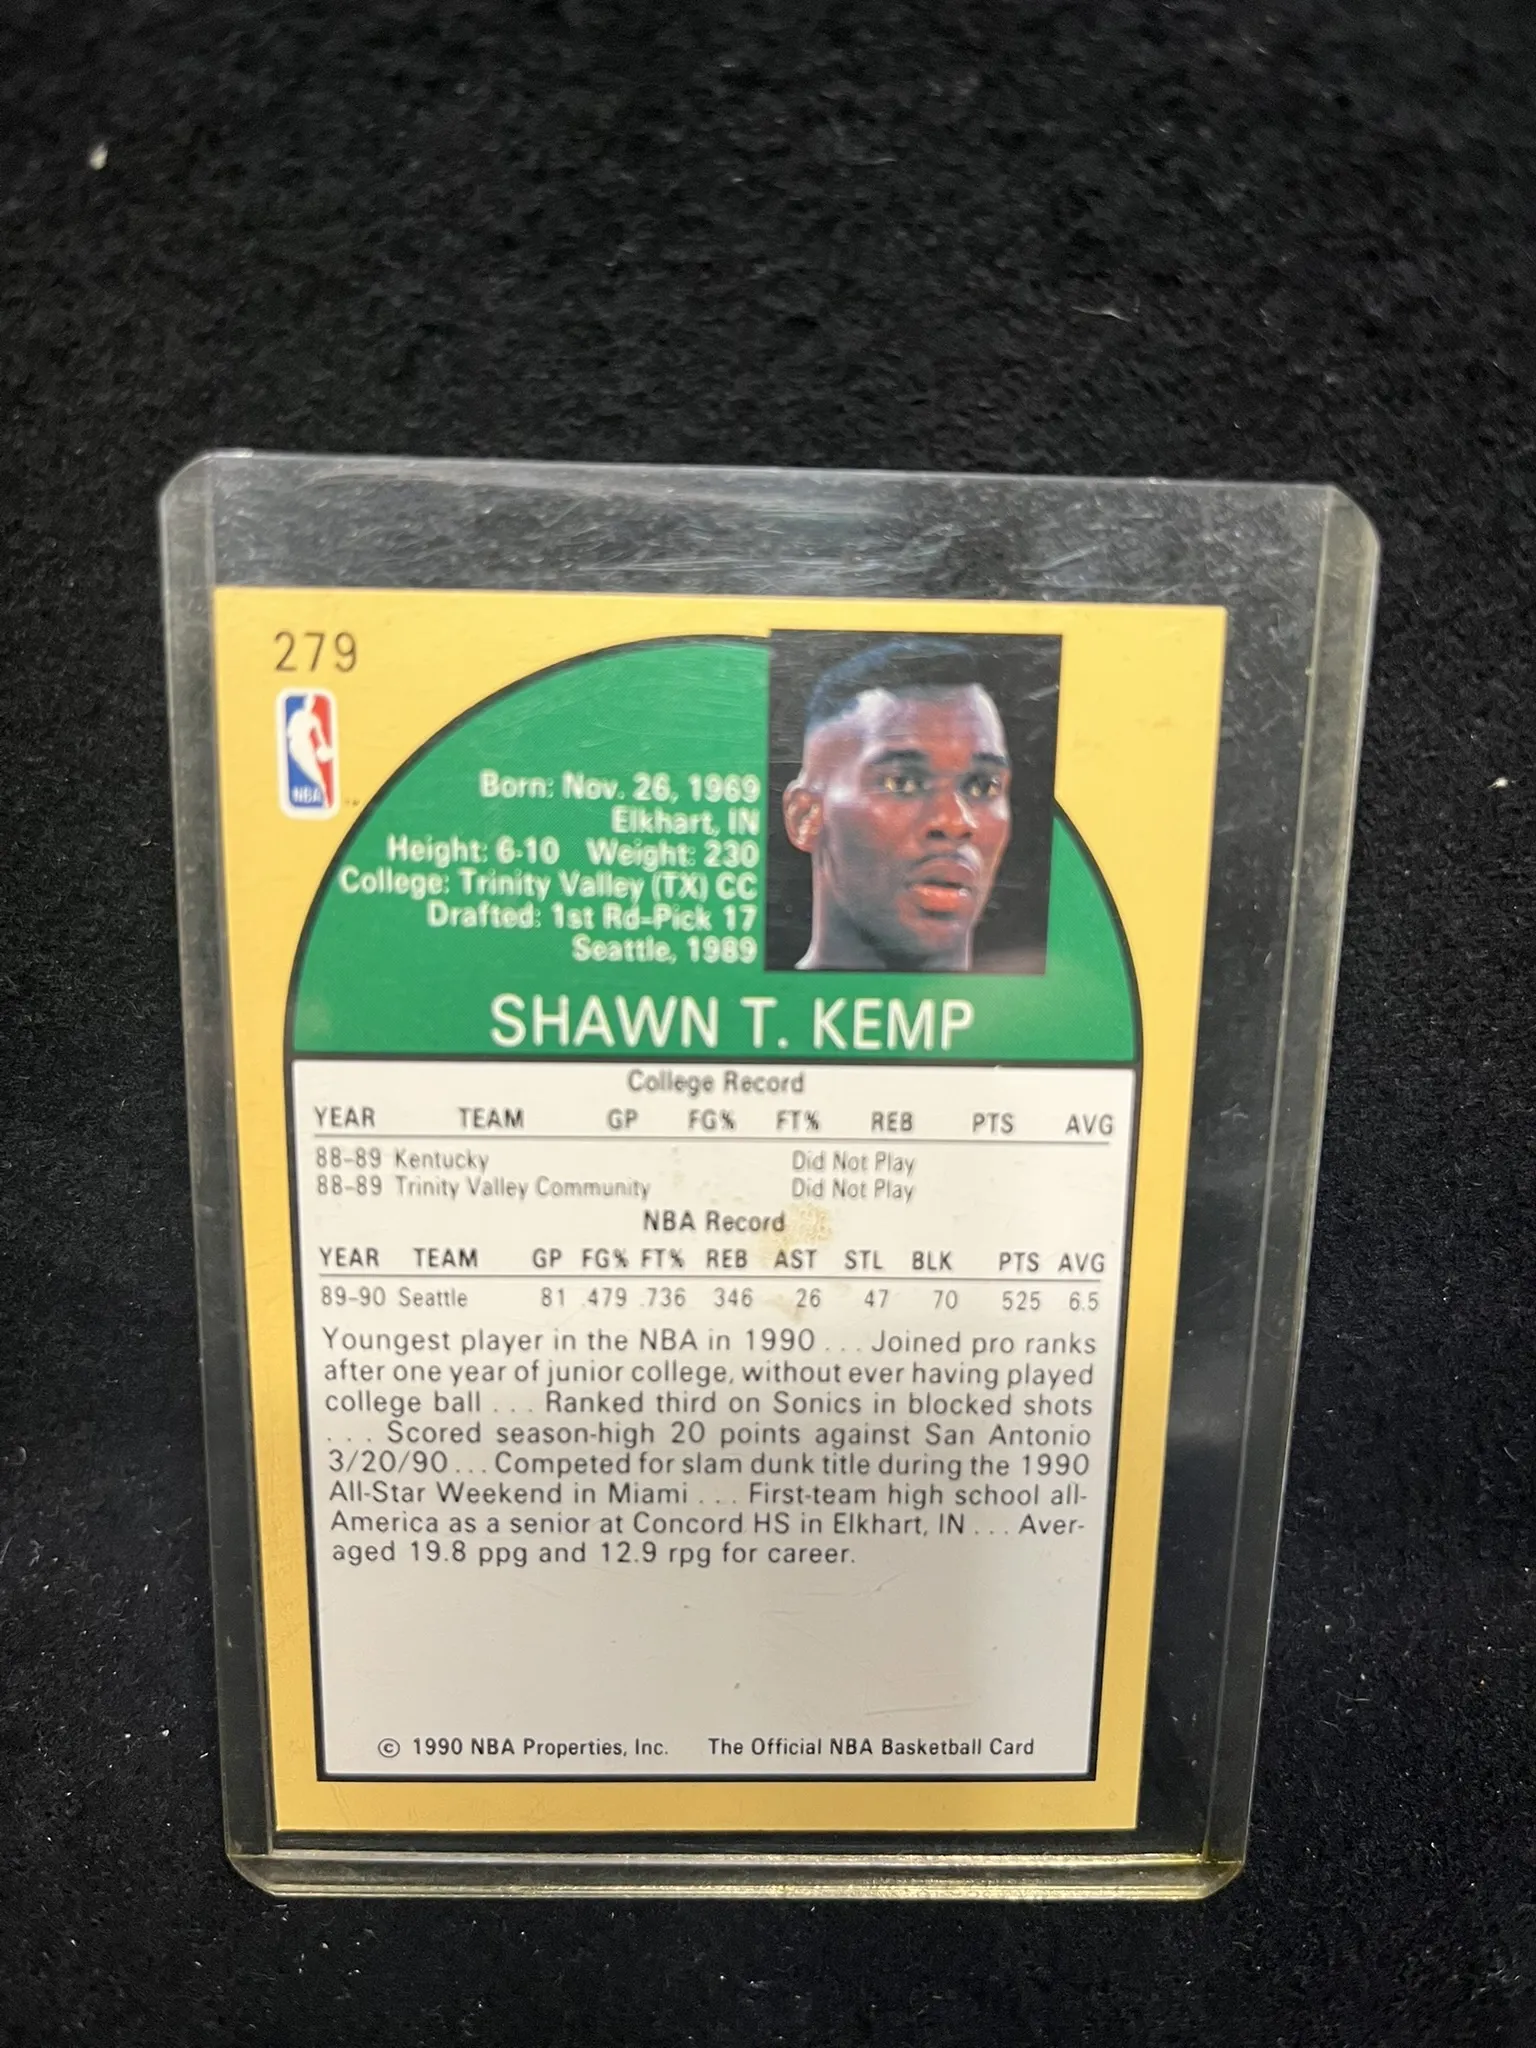 279
NBA
Born: Nov. 26, 1969
Elkhart, IN
Height: 6-10 Weight: 230
College: Trinity Valley (TX) CC
Drafted: 1st Rd-Pick 17
Seattle, 1989
SHAWN T. KEMP
College Record
YEAR TEAM GP FG% FT% REB PTS AVG
88-89 Kentucky Did Not Play
88-89 Trinity Valley Community Did Not Play
NBA Record
YEAR TEAM GP FG% FT% REB AST STL BLK PTS AVG
89-90 Seattle 81 .479 .736 346 26 47 70 525 6.5
Youngest player in the NBA in 1990 . . . Joined pro ranks
after one year of junior college, without ever having played
college ball . . . Ranked third on Sonics in blocked shots
. . . Scored season-high 20 points against San Antonio
3/20/90 . . . Competed for slam dunk title during the 1990
All-Star Weekend in Miami . . . First-team high school all-
America as a senior at Concord HS in Elkhart, IN . . . Aver-
aged 19.8 ppg and 12.9 rpg for career.
© 1990 NBA Properties, Inc. The Official NBA Basketball Card